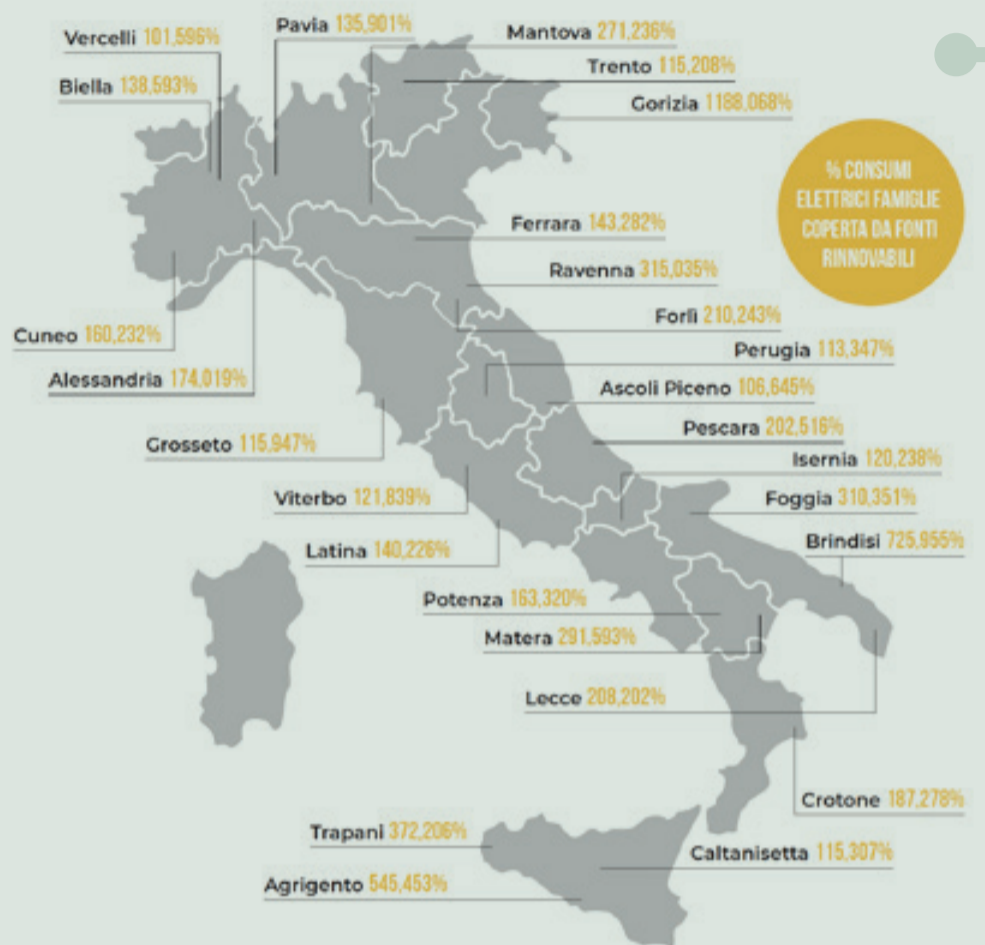 Pavia 135,901%
Mantova 271,236%
Vercelli 101,596%
Trento 115,208%
Biella 138,593%
Gorizia 1188,068%
% CONSUMI
ELETTRICI FAMIGLIE
COPERTA DA FONTI
RINNOVABILI
Ferrara 143,282%
Ravenna 315,035%
Forlì 210,243%
Cuneo 160,232%
Perugia 113,347%
Alessandria 174,019%
Ascoli Piceno 106,645%
Pescara 202,516%
Grosseto 115,947%
Isernia 120,238%
Viterbo 121,839%
Foggia 310,351%
Latina 140,226%
Brindisi 725,955%
Potenza 163,320%
Matera 291,593%
Lecce 208,202%
Crotone 187,278%
Trapani 372,206%
Caltanisetta 115,307%
Agrigento 545,453%